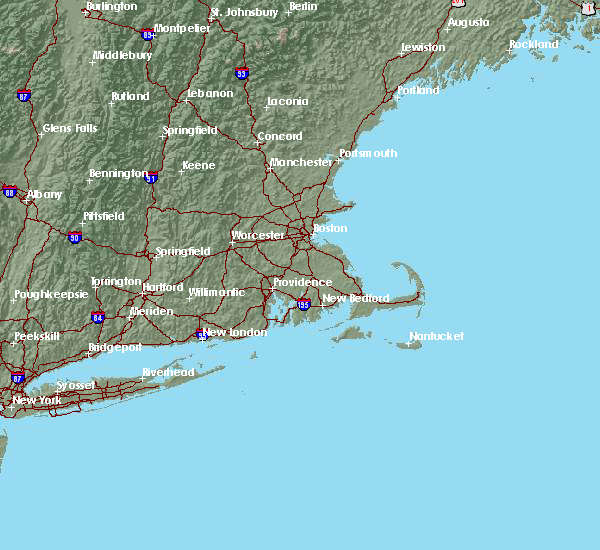 Burlington
St. Johnsbury
Berlin
Montpelier
89
Augusta
Lewiston
Rockland
Middlebury
93
87
Rutland
Lebanon
Laconia
Portland
Glens Falls
Springfield
Concord
Portsmouth
Manchester
Keene
Bennington
91
88
Albany
Pittsfield
90
Boston
Worcester
Springfield
Torrington
Hartford
Willimantic
Providence
Poughkeepsie
New Bedford
195
Meriden
84
Peekskill
New London
95
Nantucket
Bridgeport
87
Riverhead
Syosset
New York